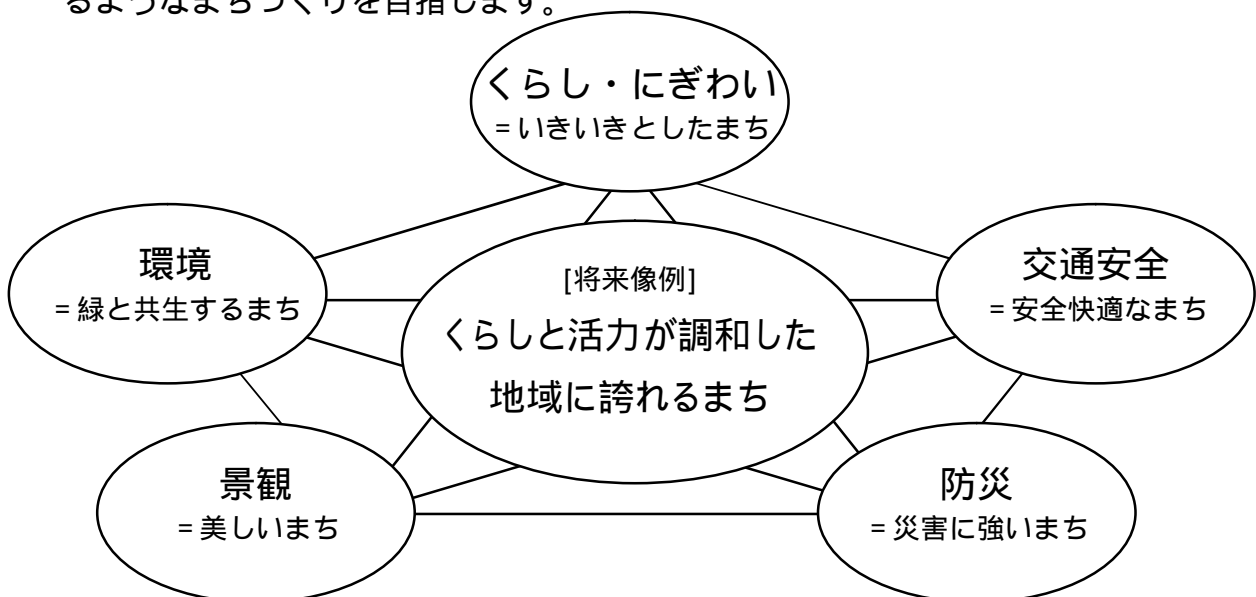 るようなまちづくりを目指します。
くらし・にぎわい
=いきいきとしたまち
環境
=緑と共生するまち
交通安全
=安全快適なまち
[将来像例]
くらしと活力が調和した
地域に誇れるまち
景観
=美しいまち
防災
=災害に強いまち